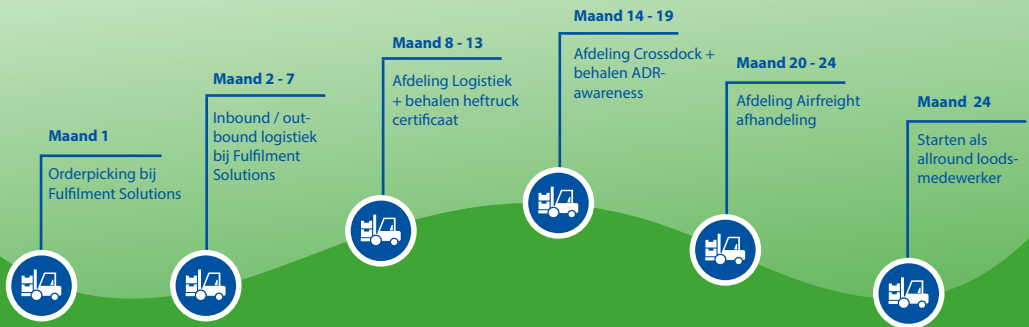 Maand 1
Orderpicking bij
Fulfilment Solutions
Maand 2 - 7
Inbound / out-
bound logistiek
bij Fulfilment
Solutions
Maand 8 - 13
Afdeling Logistiek
+ behalen heftruck
certificaat
Maand 14 - 19
Afdeling Crossdock +
behalen ADR-
awareness
Maand 20 - 24
Afdeling Airfreight
afhandeling
Maand 24
Starten als
allround loods-
medewerker